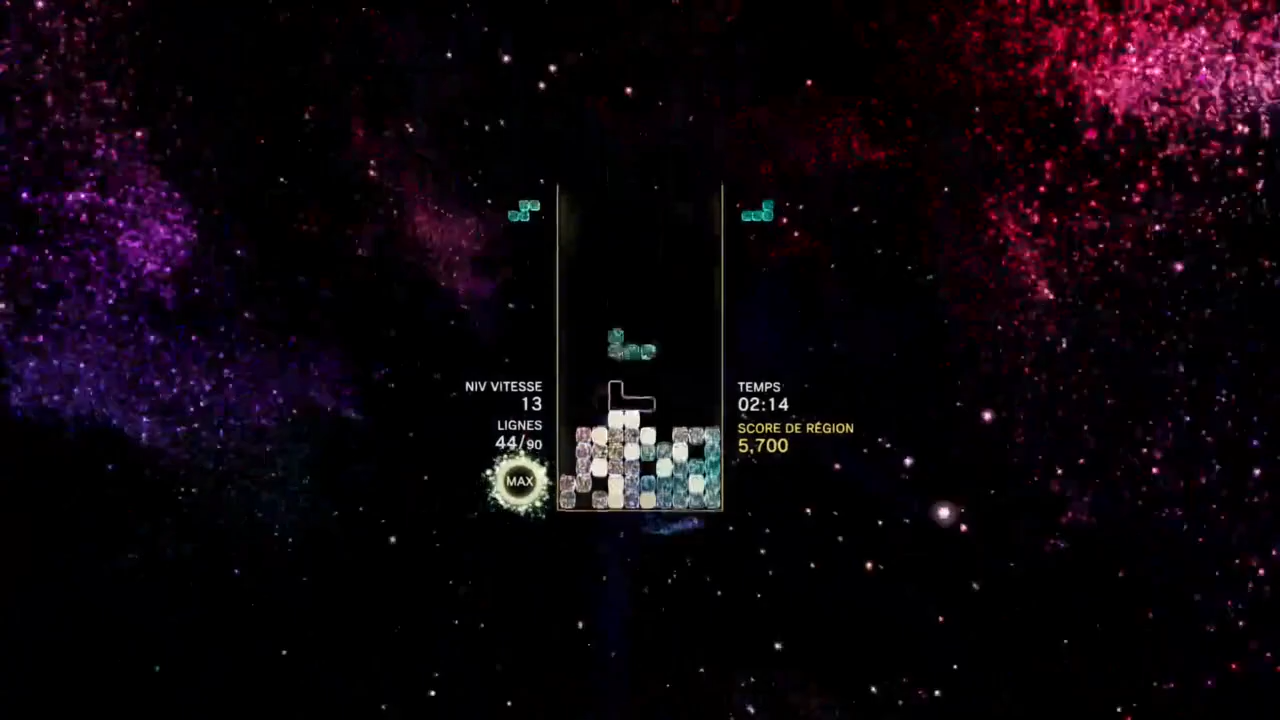 NIV VITESSE
13
LIGNES
44/90
MAX
TEMPS
02:14
SCORE DE RÉGION
5,700